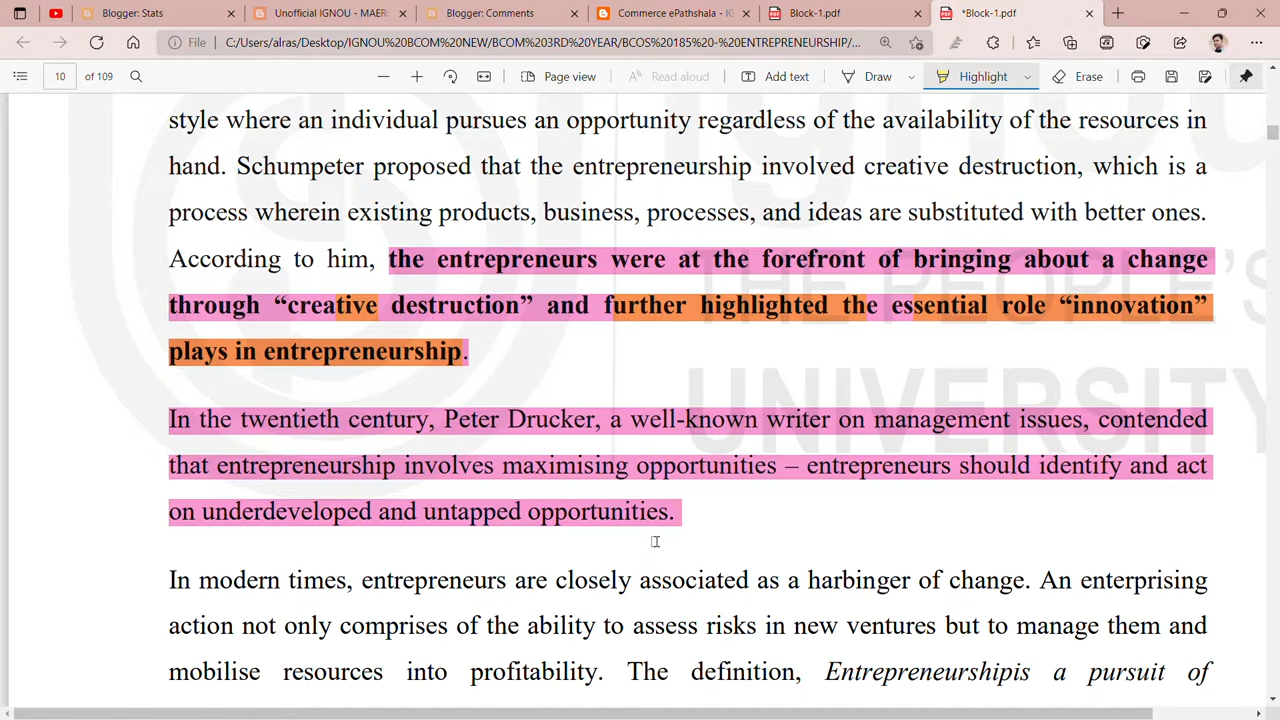 Blogger: Stats
Unofficial IGNOU - MAER
Blogger: Comments
Commerce ePathshala - IG
Block-1.pdf
*Block-1.pdf
File
C:/Users/alras/Desktop/IGNOU%20BCOM%20NEW/BCOM%203RD%20YEAR/BCOS%20185%20-%20ENTREPRENEURSHIP/...
10 of 109
Page view
Read aloud
Add text
Draw
Highlight
Erase
style where an individual pursues an opportunity regardless of the availability of the resources in
hand. Schumpeter proposed that the entrepreneurship involved creative destruction, which is a
process wherein existing products, business, processes, and ideas are substituted with better ones.
According to him, the entrepreneurs were at the forefront of bringing about a change
through “creative destruction” and further highlighted the essential role “innovation”
plays in entrepreneurship.
In the twentieth century, Peter Drucker, a well-known writer on management issues, contended
that entrepreneurship involves maximising opportunities – entrepreneurs should identify and act
on underdeveloped and untapped opportunities.
In modern times, entrepreneurs are closely associated as a harbinger of change. An enterprising
action not only comprises of the ability to assess risks in new ventures but to manage them and
mobilise resources into profitability. The definition, Entrepreneurshipis a pursuit of
THE PEOPLE'S
UNIVERSITY